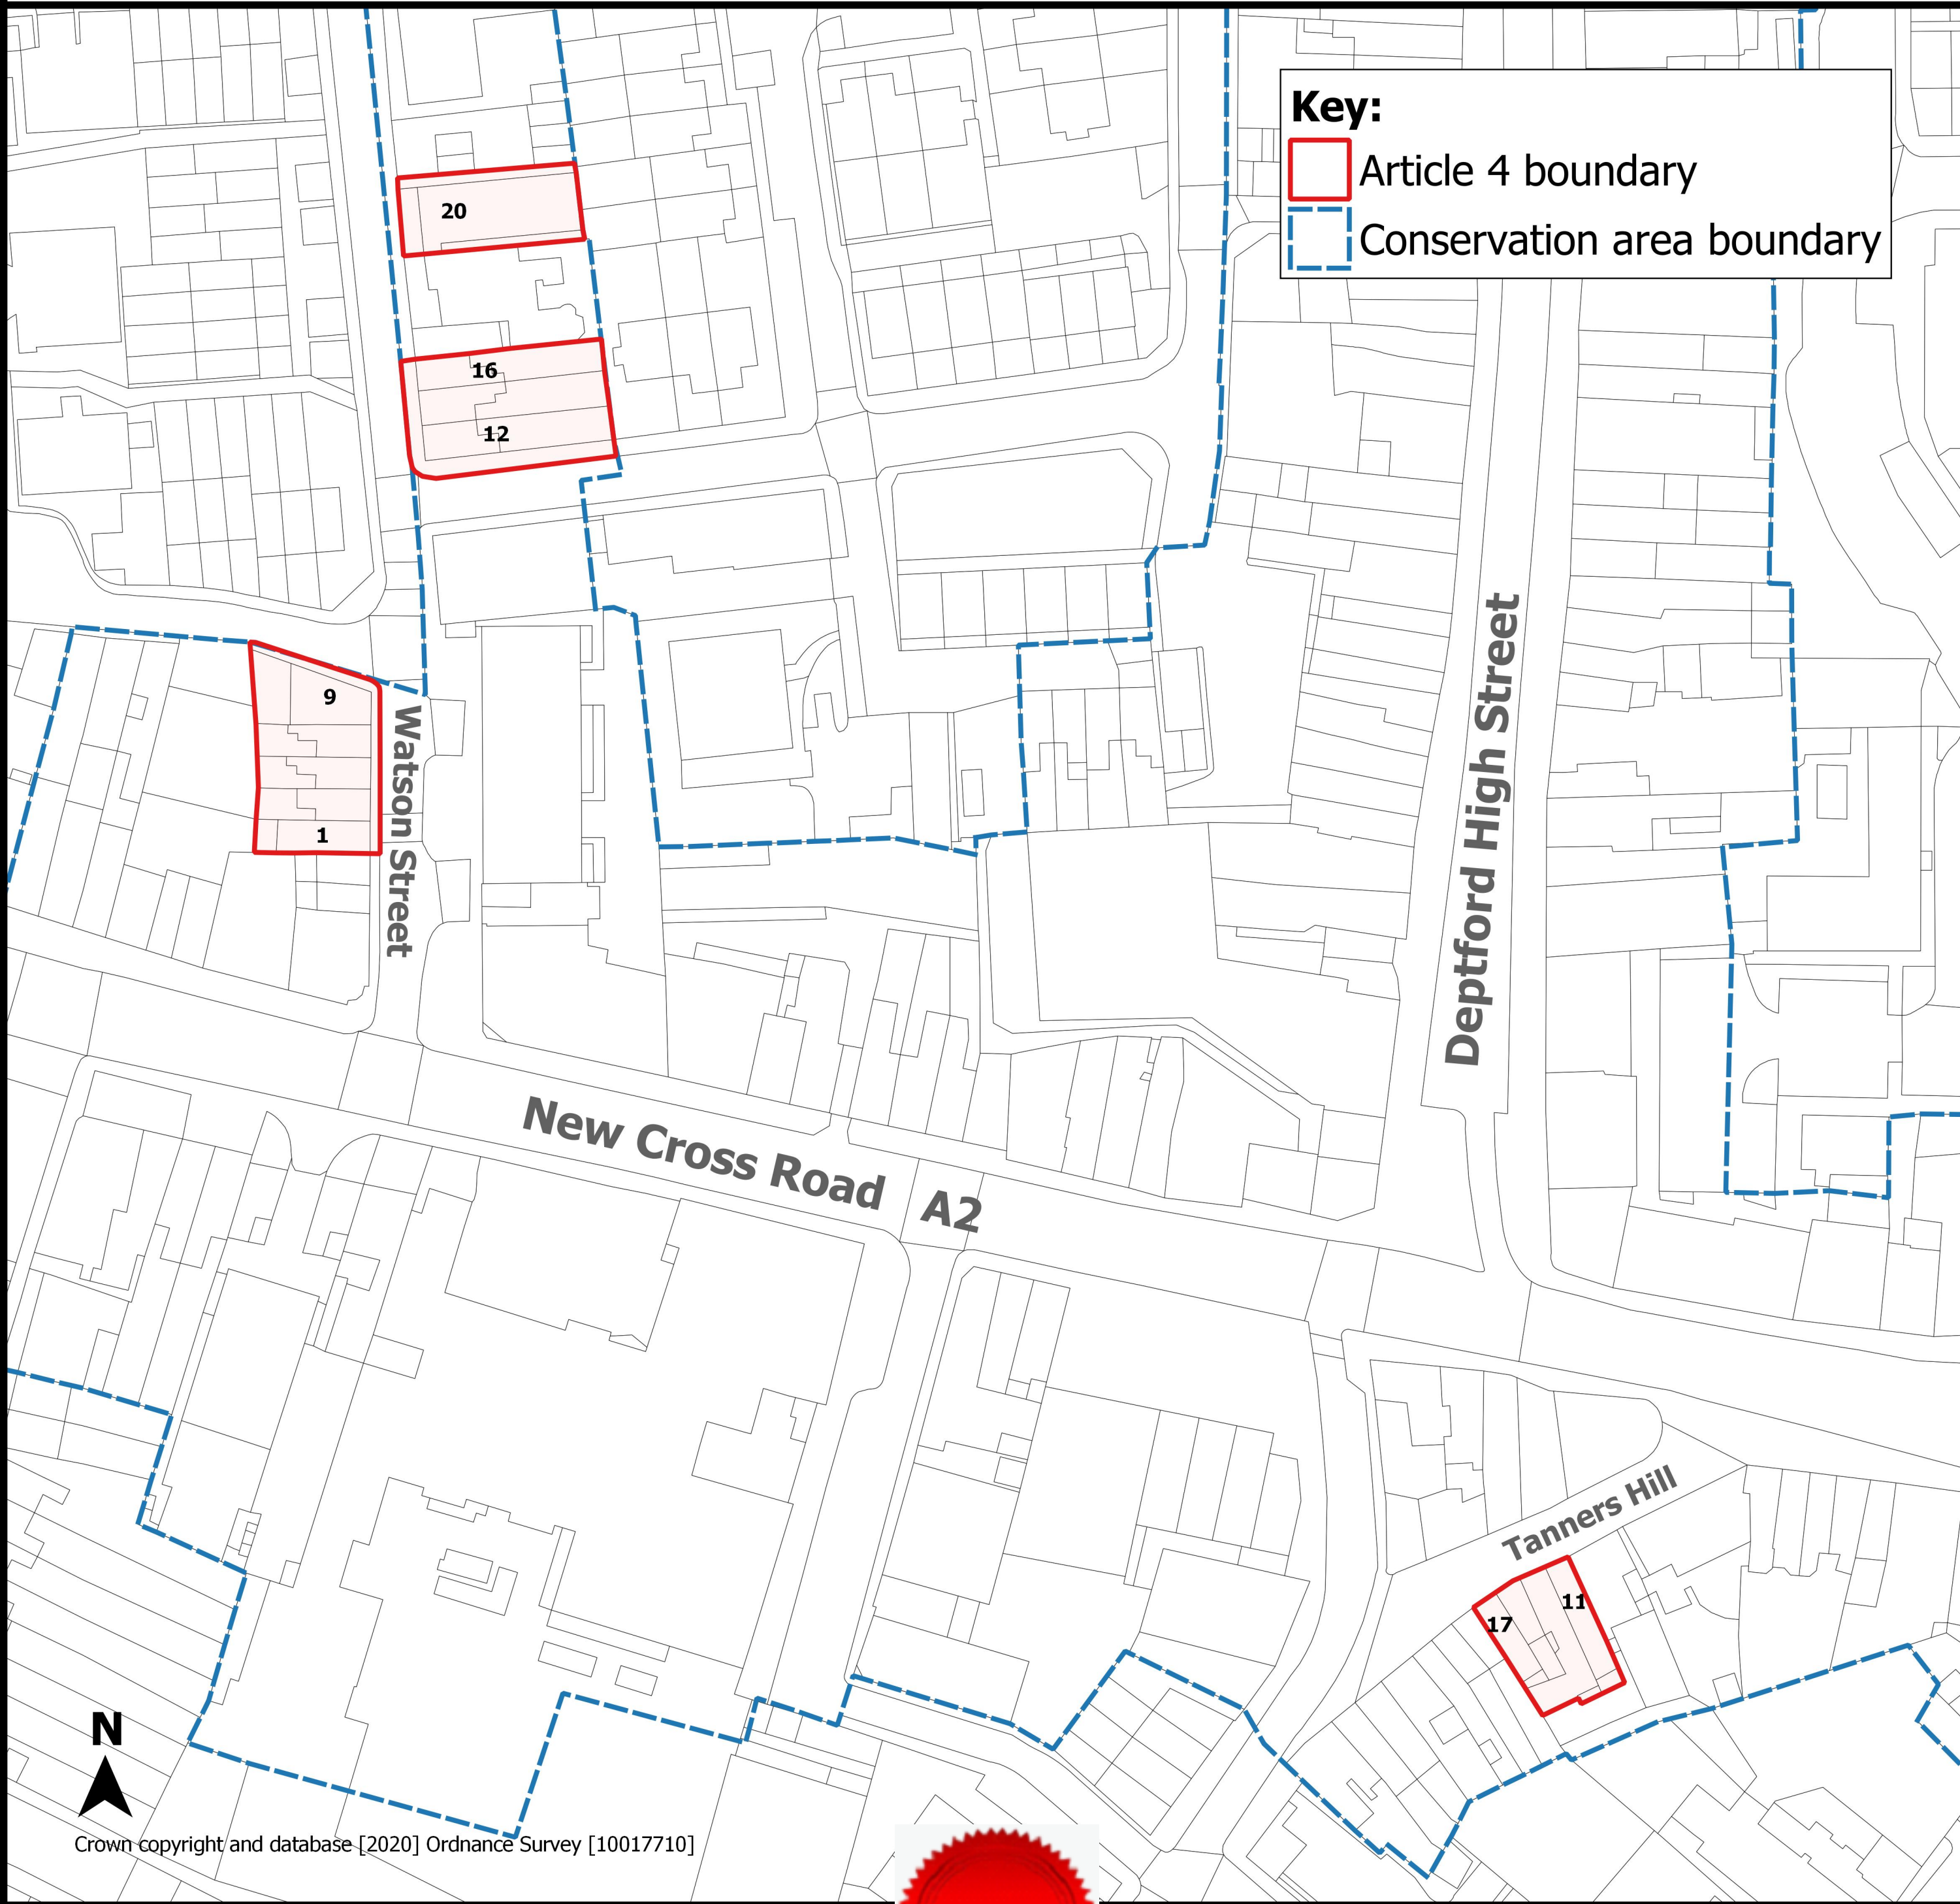 Key:
Article 4 boundary
Conservation area boundary
20
16
12
9
1
Watson Street
Deptford High Street
New Cross Road A2
Tanners Hill
11
17
N
Crown copyright and database [2020] Ordnance Survey [10017710]